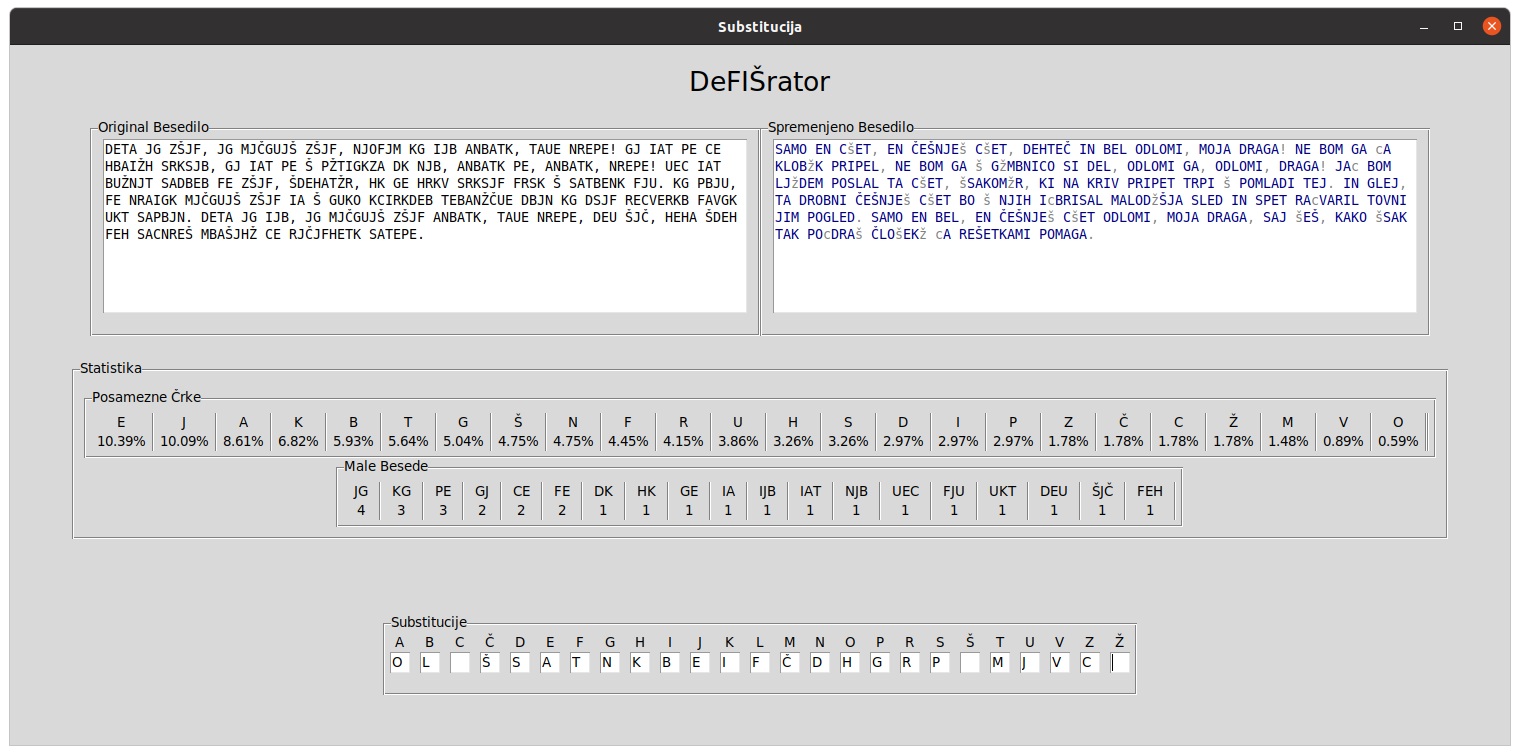 Substitucija
DeFIŠrator
Original Besedilo
DETA JG ZŠJF, JG MJČGUJŠ ZŠJF, NJOFJM KG IJB ANBATK, TAUE NREPE! GJ IAT PE CE
HBAIŽH SRKSJB, GJ IAT PE Š PŽTIGKZA DK NJB, ANBATK PE, ANBATK, NREPE! UEC IAT
BUŽNJT SADBEB FE ZŠJF, ŠDEHATŽR, HK GE HRKV SRKSJF FRSK Š SATBENK FJU. KG PBJU,
FE NRAIGK MJČGUJŠ ZŠJF IA Š GUKO KCIRKDEB TEBANŽČUE DBJN KG DSJF RECVERKB FAVGK
UKT SAPBJN. DETA JG IJB, JG MJČGUJŠ ZŠJF ANBATK, TAUE NREPE, DEU ŠJČ, HEHA ŠDEH
FEH SACNREŠ MBAŠJHŽ CE RJČJFHETK SATEPE.
Spremenjeno Besedilo
SAMO EN CšET, EN ČEŠNJEš CšET, DEHTEČ IN BEL ODLOMI, MOJA DRAGA! NE BOM GA cA
KLOBžK PRIPEL, NE BOM GA š GžMBNICO SI DEL, ODLOMI GA, ODLOMI, DRAGA! JAc BOM
LJžDEM POSLAL TA CšET, šSAKOMžR, KI NA KRIV PRIPET TRPI š POMLADI TEJ. IN GLEJ,
TA DROBNI ČEŠNJEš CšET BO š NJIH IcBRISAL MALODžŠJA SLED IN SPET RAcVARIL TOVNI
JIM POGLED. SAMO EN BEL, EN ČEŠNJEš CšET ODLOMI, MOJA DRAGA, SAJ šEŠ, KAKO šSAK
TAK POcDRAš ČLOšEKž cA REŠETKAMI POMAGA.
Statistika
Posamezne Črke
E J A K B T G Š N F R U H S D I P Z Č C Ž M V O
10.39% 10.09% 8.61% 6.82% 5.93% 5.64% 5.04% 4.75% 4.75% 4.45% 4.15% 3.86% 3.26% 3.26% 2.97% 2.97% 2.97% 1.78% 1.78% 1.78% 1.78% 1.48% 0.89% 0.59%
Male Besede
JG KG PE GJ CE FE DK HK GE IA IJB IAT NJB UEC FJU UKT DEU ŠJČ FEH
4 3 3 2 2 2 1 1 1 1 1 1 1 1 1 1 1 1 1
Substitucije
A B C Č D E F G H I J K L M N O P R S Š T U V Z Ž
O L Š S A T N K B E I F Č D H G R P M J V C